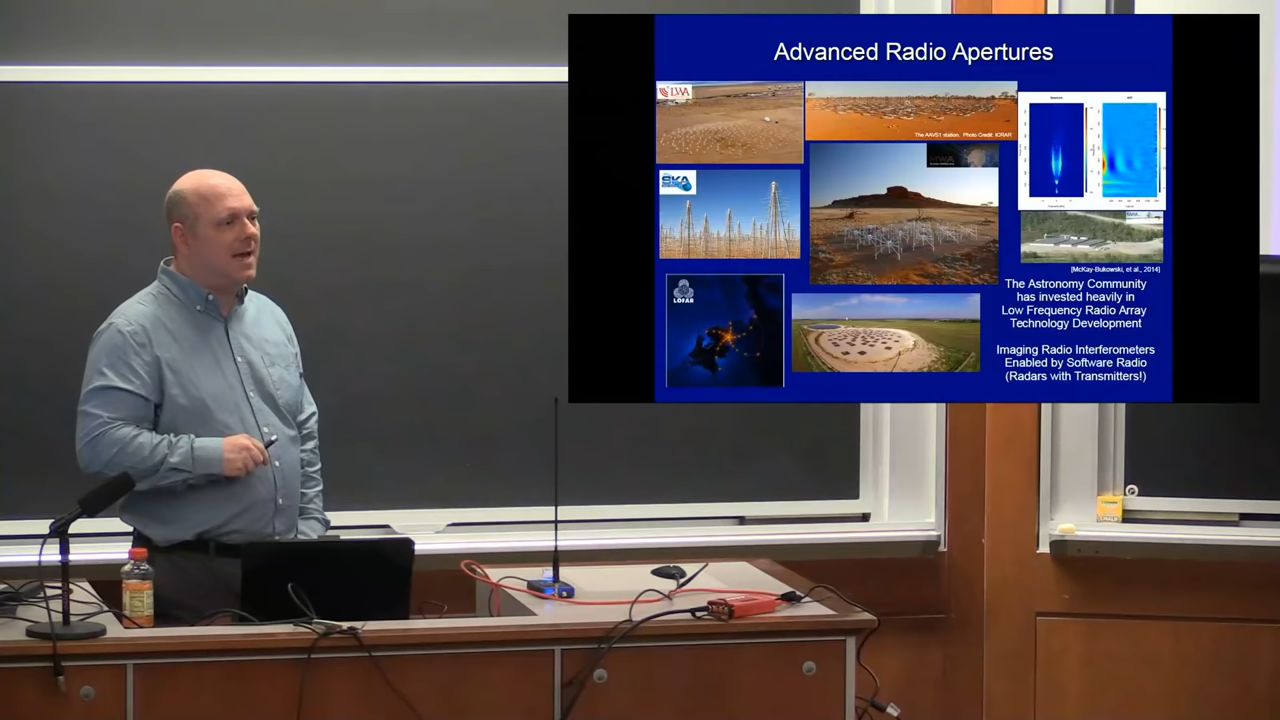 Advanced Radio Apertures
LWA
The AAVS1 station. Photo Credit: ICRAR
MWA
SKA
[McKay-Bukowski, et al., 2014]
LOFAR
The Astronomy Community
has invested heavily in
Low Frequency Radio Array
Technology Development
Imaging Radio Interferometers
Enabled by Software Radio
(Radars with Transmitters!)